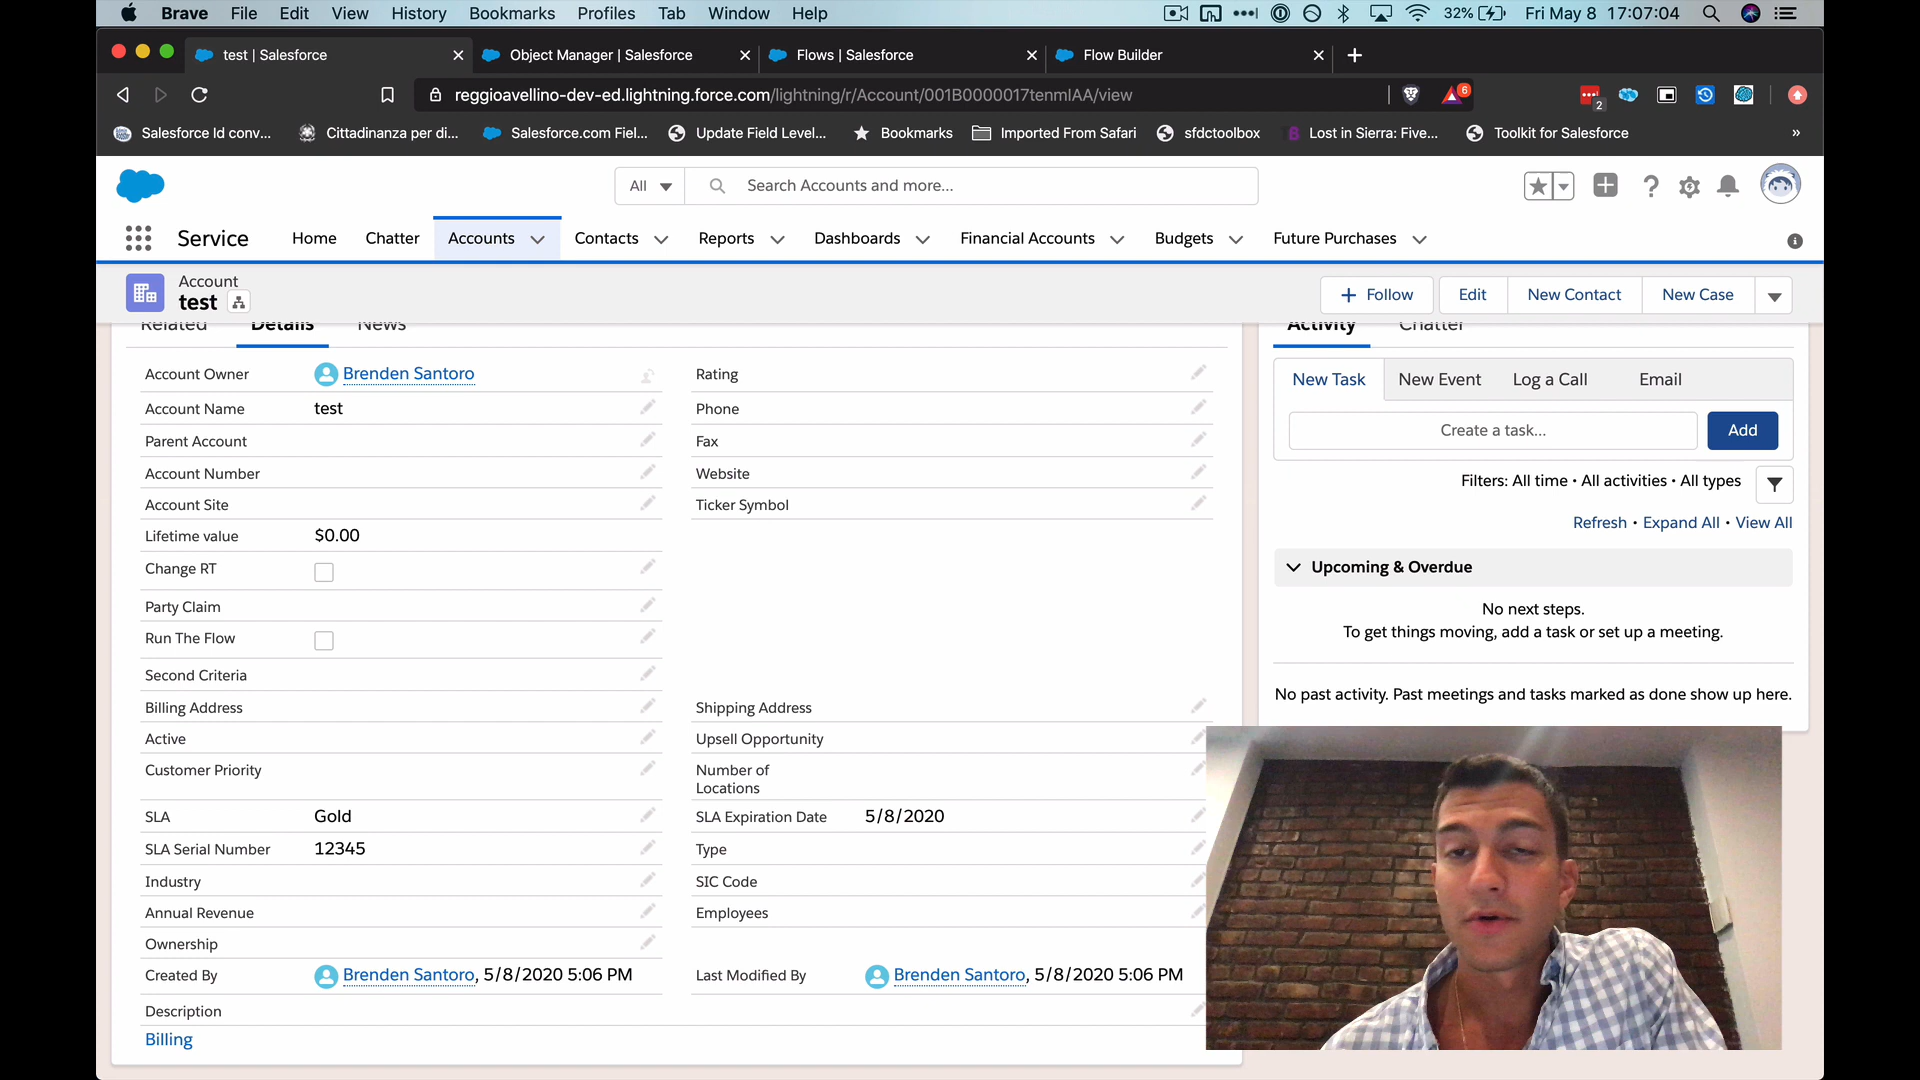 Brave File Edit View History Bookmarks Profiles Tab Window Help 32% Fri May 8 17:07:04
test | Salesforce Object Manager | Salesforce Flows | Salesforce Flow Builder
reggioavellino-dev-ed.lightning.force.com/lightning/r/Account/001B0000017tenmIAA/view 6 2
Salesforce Id conv... Cittadinanza per di... Salesforce.com Fiel... Update Field Level... Bookmarks Imported From Safari sfdctoolbox Lost in Sierra: Five... Toolkit for Salesforce »
All Search Accounts and more...
Service Home Chatter Accounts Contacts Reports Dashboards Financial Accounts Budgets Future Purchases
Account
test
+ Follow Edit New Contact New Case
Related Details News
Account Owner Brenden Santoro Rating
Account Name test Phone
Parent Account Fax
Account Number Website
Account Site Ticker Symbol
Lifetime value $0.00
Change RT
Party Claim
Run The Flow
Second Criteria
Billing Address Shipping Address
Active Upsell Opportunity
Customer Priority Number of
Locations
SLA Gold SLA Expiration Date 5/8/2020
SLA Serial Number 12345 Type
Industry SIC Code
Annual Revenue Employees
Ownership
Created By Brenden Santoro, 5/8/2020 5:06 PM Last Modified By Brenden Santoro, 5/8/2020 5:06 PM
Description
Billing
Activity Chatter
New Task New Event Log a Call Email
Create a task... Add
Filters: All time • All activities • All types
Refresh • Expand All • View All
Upcoming & Overdue
No next steps.
To get things moving, add a task or set up a meeting.
No past activity. Past meetings and tasks marked as done show up here.